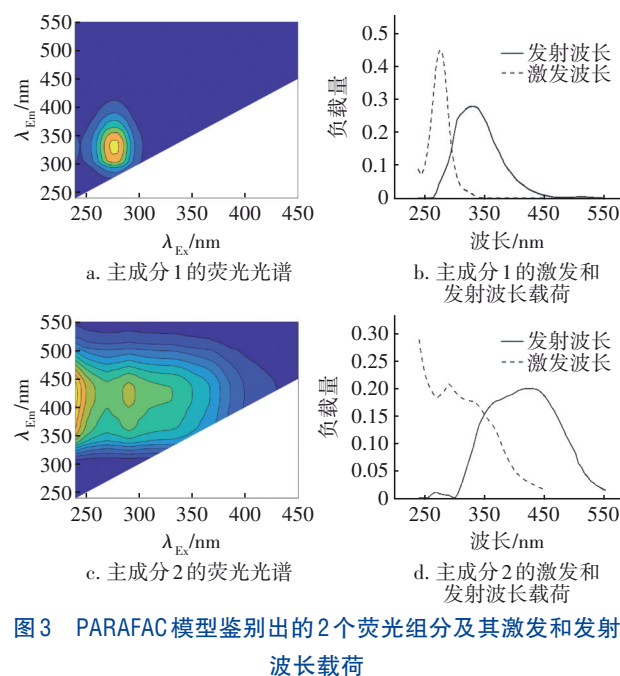 550
500
450
400
350
300
250
λEm/nm
250 300 350 400 450
λEx/nm
a. 主成分1的荧光光谱
0.5
0.4
0.3
0.2
0.1
0
负载量
发射波长
激发波长
250 350 450 550
波长/nm
b. 主成分1的激发和
发射波长载荷
550
500
450
400
350
300
250
λEm/nm
250 300 350 400 450
λEx/nm
c. 主成分2的荧光光谱
0.30
0.25
0.20
0.15
0.10
0.05
0
负载量
发射波长
激发波长
250 350 450 550
波长/nm
d. 主成分2的激发和
发射波长载荷
图3 PARAFAC模型鉴别出的2个荧光组分及其激发和发射
波长载荷